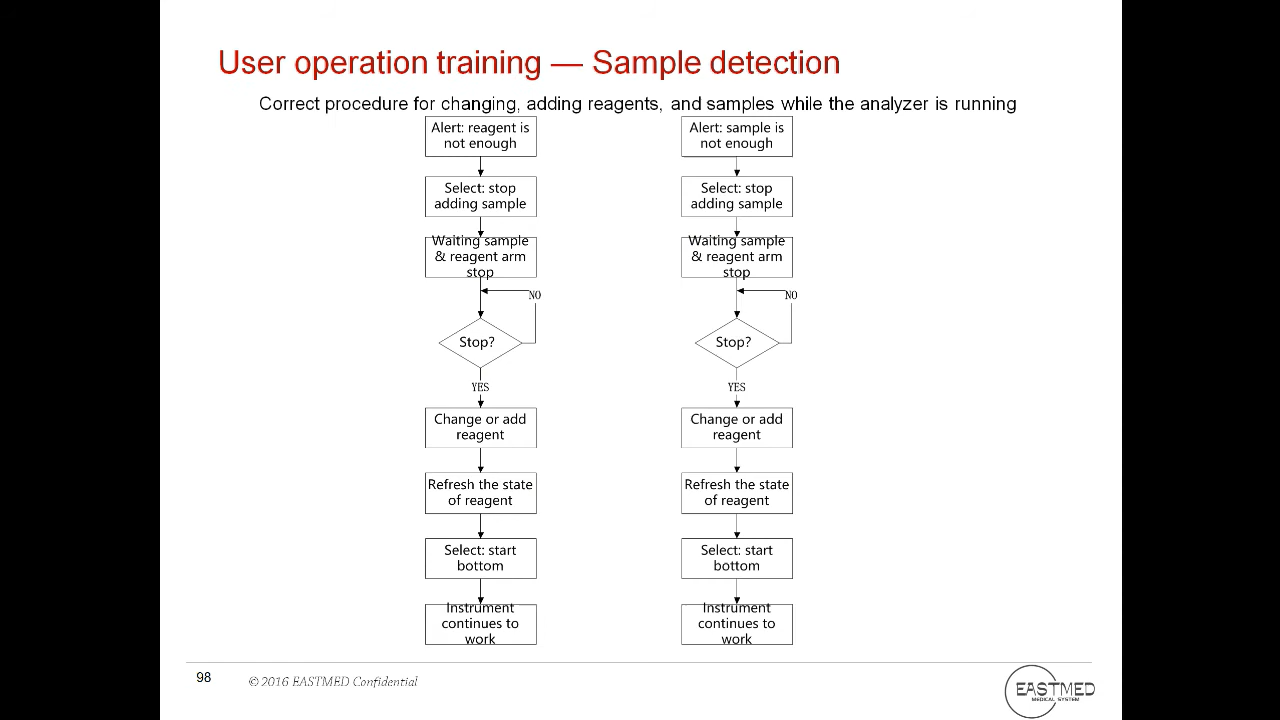 User operation training — Sample detection
Correct procedure for changing, adding reagents, and samples while the analyzer is running
Alert: reagent is
not enough
Select: stop
adding sample
Waiting sample
& reagent arm
stop
NO
Stop?
YES
Change or add
reagent
Refresh the state
of reagent
Select: start
bottom
Instrument
continues to
work
Alert: sample is
not enough
Select: stop
adding sample
Waiting sample
& reagent arm
stop
NO
Stop?
YES
Change or add
reagent
Refresh the state
of reagent
Select: start
bottom
Instrument
continues to
work
98
© 2016 EASTMED Confidential
EASTMED
MEDICAL SYSTEM